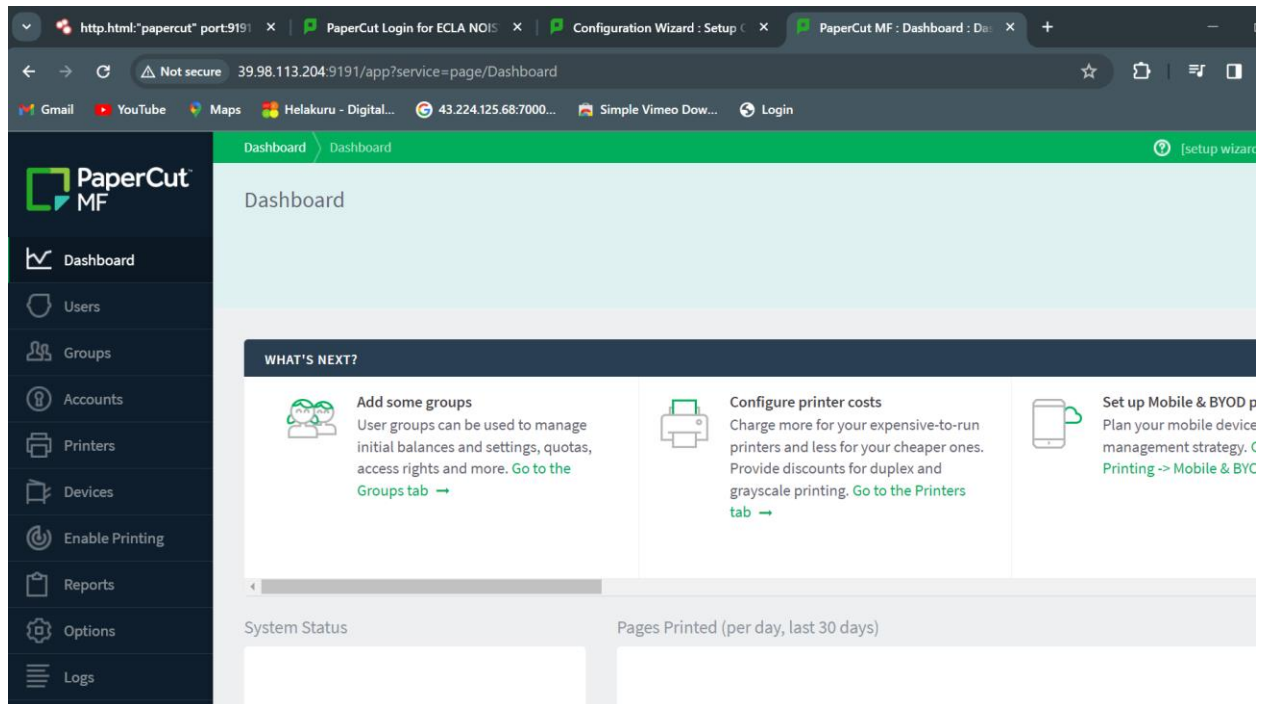 http.html:"papercut" port:9191
PaperCut Login for ECLA NOIS
Configuration Wizard : Setup
PaperCut MF : Dashboard : Da
Not secure 39.98.113.204:9191/app?service=page/Dashboard
Gmail YouTube Maps Helakuru - Digital... 43.224.125.68:7000... Simple Vimeo Dow... Login
PaperCut
MF
Dashboard
Users
Groups
Accounts
Printers
Devices
Enable Printing
Reports
Options
Logs
Dashboard Dashboard
[setup wizard
Dashboard
WHAT'S NEXT?
Add some groups
User groups can be used to manage
initial balances and settings, quotas,
access rights and more. Go to the
Groups tab →
Configure printer costs
Charge more for your expensive-to-run
printers and less for your cheaper ones.
Provide discounts for duplex and
grayscale printing. Go to the Printers
tab →
Set up Mobile & BYOD p
Plan your mobile device
management strategy.
Printing -> Mobile & BYO
System Status
Pages Printed (per day, last 30 days)